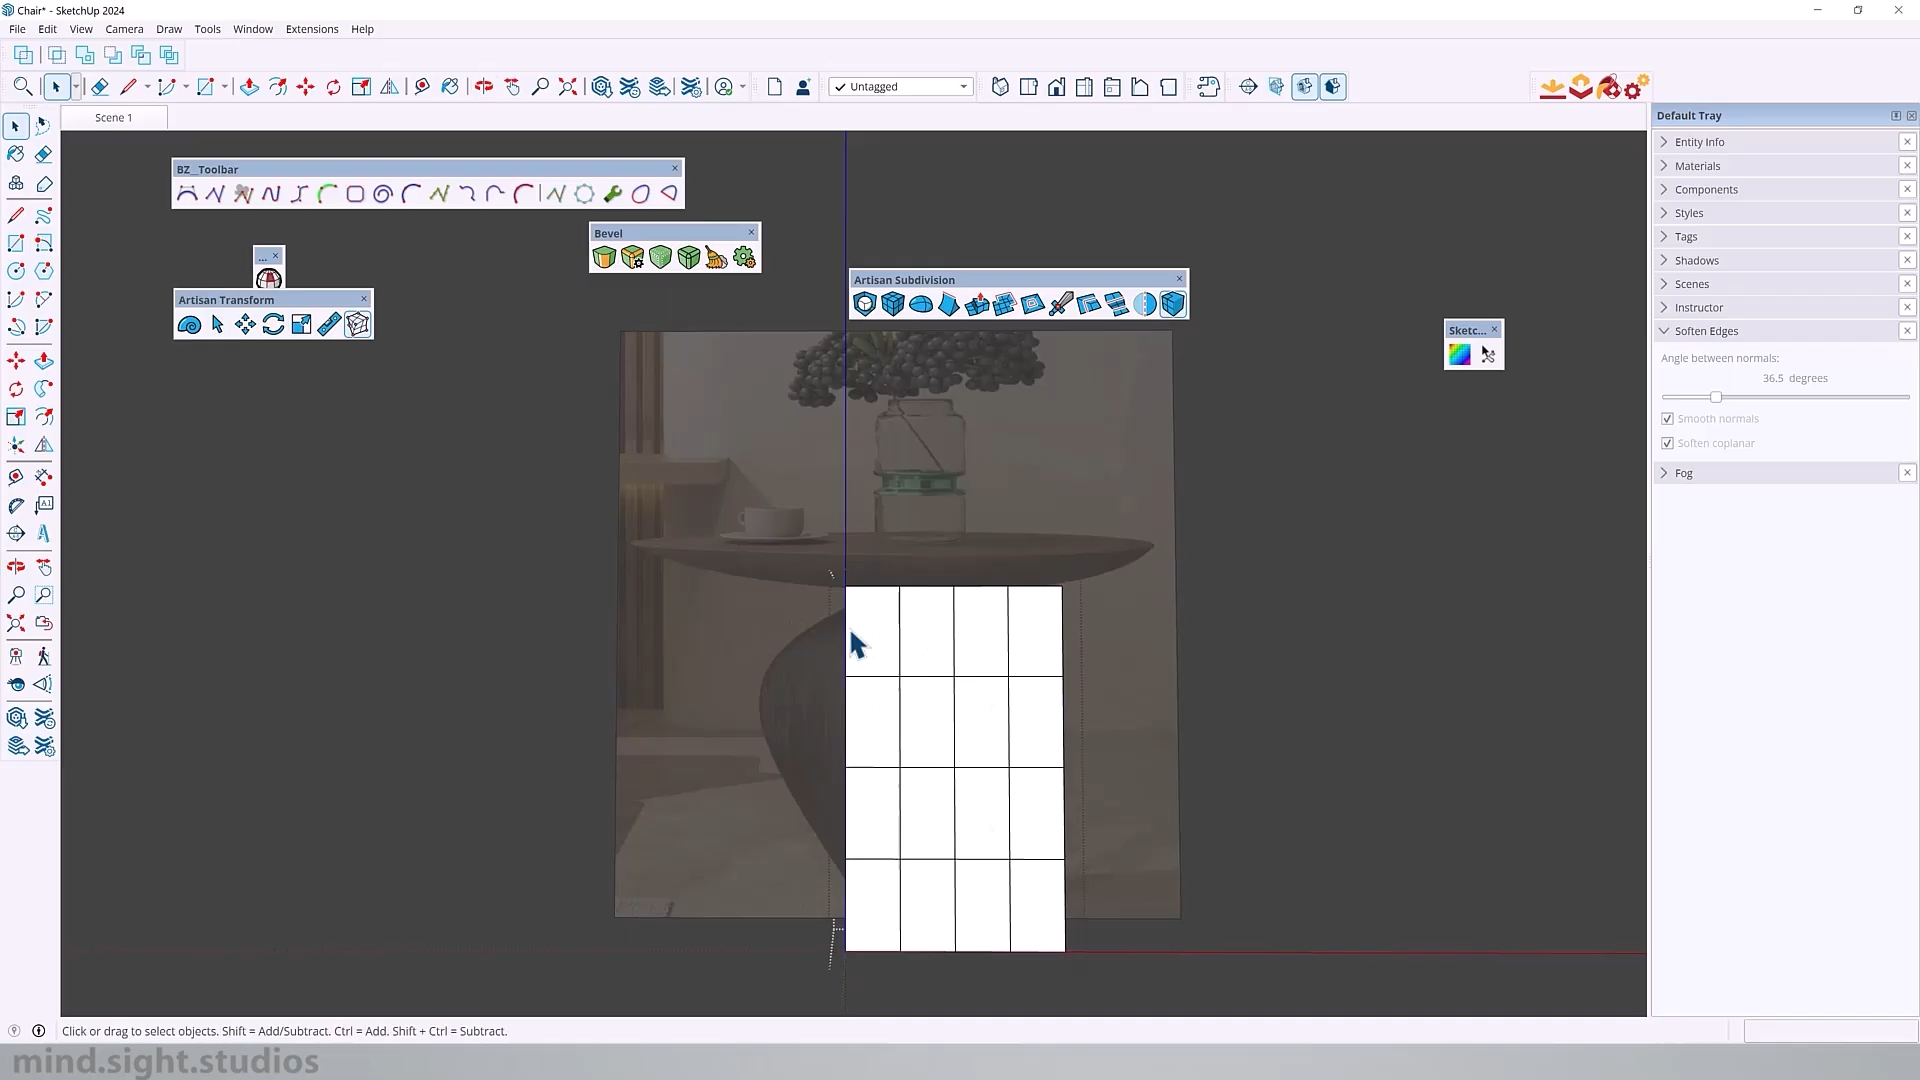 Chair* - SketchUp 2024
File Edit View Camera Draw Tools Window Extensions Help
Untagged
Scene 1
Default Tray
Entity Info
Materials
Components
Styles
Tags
Shadows
Scenes
Instructor
Soften Edges
Angle between normals:
36.5 degrees
Smooth normals
Soften coplanar
Fog
BZ__Toolbar
Bevel
...
Artisan Transform
Artisan Subdivision
Sketc...
A1
Click or drag to select objects. Shift = Add/Subtract. Ctrl = Add. Shift + Ctrl = Subtract.
mind.sight.studios